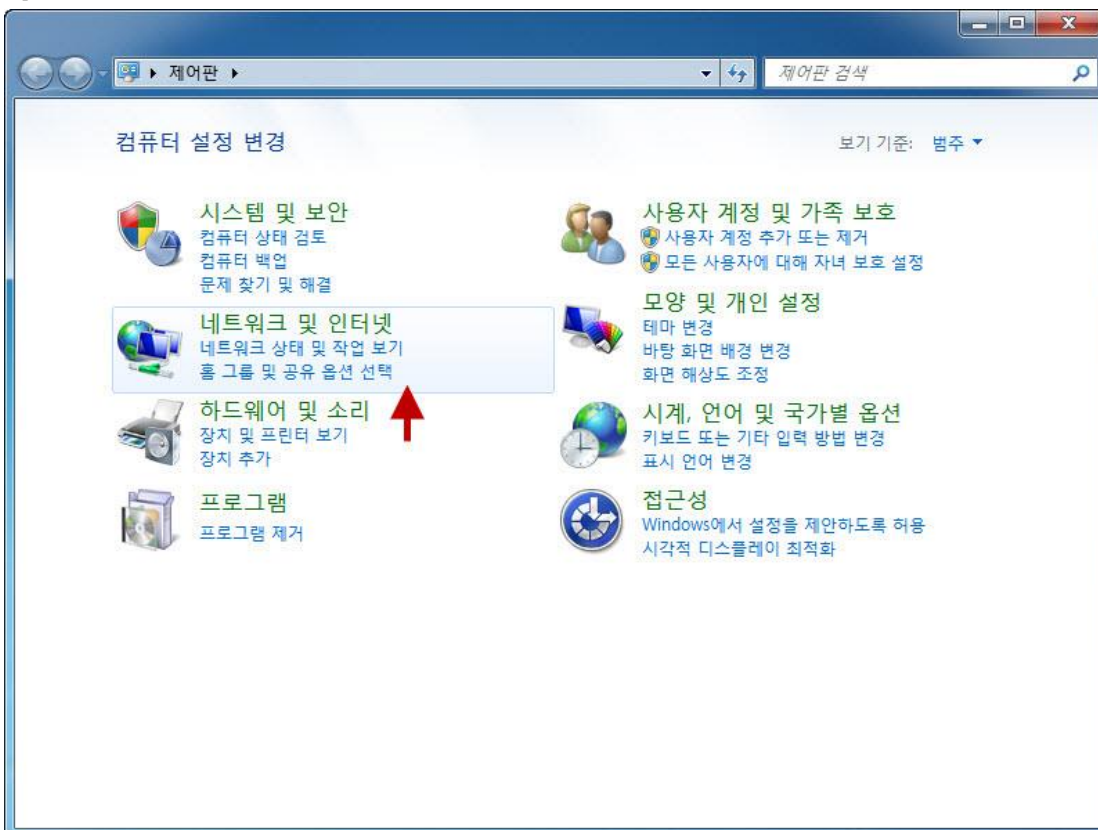 제어판
제어판 검색
컴퓨터 설정 변경
보기 기준: 범주
시스템 및 보안
컴퓨터 상태 검토
컴퓨터 백업
문제 찾기 및 해결
네트워크 및 인터넷
네트워크 상태 및 작업 보기
홈 그룹 및 공유 옵션 선택
하드웨어 및 소리
장치 및 프린터 보기
장치 추가
프로그램
프로그램 제거
사용자 계정 및 가족 보호
사용자 계정 추가 또는 제거
모든 사용자에 대해 자녀 보호 설정
모양 및 개인 설정
테마 변경
바탕 화면 배경 변경
화면 해상도 조정
시계, 언어 및 국가별 옵션
키보드 또는 기타 입력 방법 변경
표시 언어 변경
접근성
Windows에서 설정을 제안하도록 허용
시각적 디스플레이 최적화